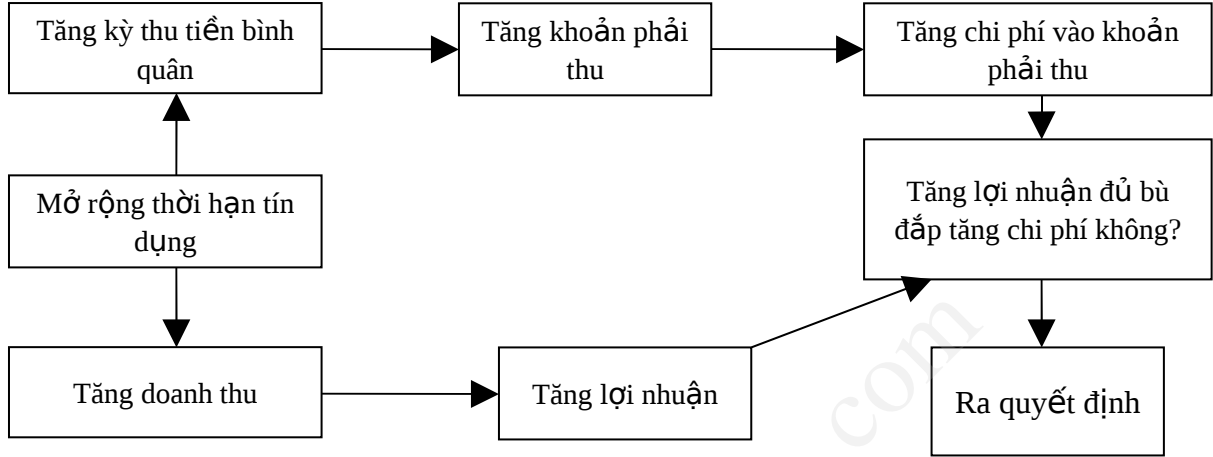 Tăng kỳ thu tiền bình
quân
Tăng khoản phải
thu
Tăng chi phí vào khoản
phải thu
Mở rộng thời hạn tín
dụng
Tăng lợi nhuận đủ bù
đắp tăng chi phí không?
Tăng doanh thu
Tăng lợi nhuận
Ra quyết định
com